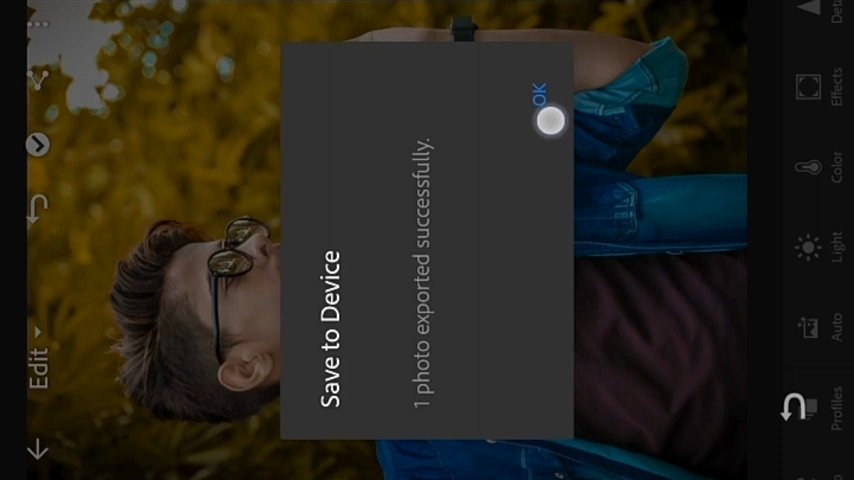 Edit
Save to Device
1 photo exported successfully.
OK
Profiles
Auto
Light
Color
Effects